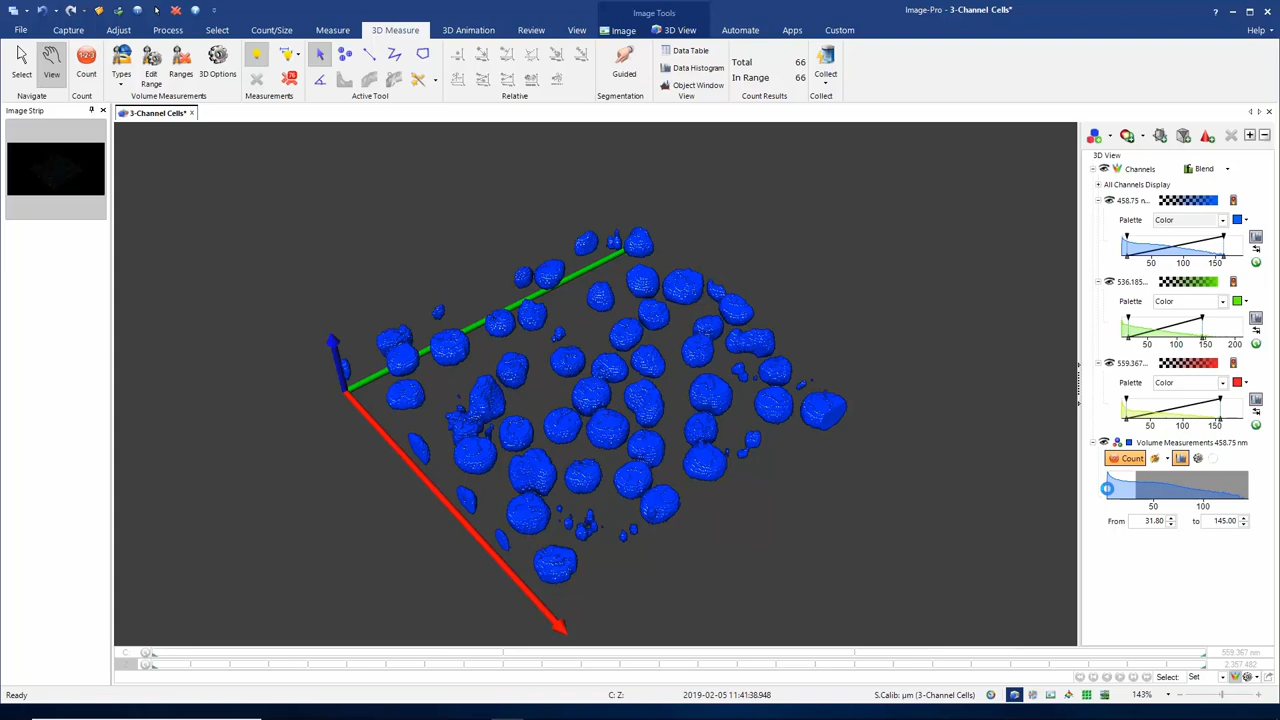 Image Tools
Image-Pro - 3-Channel Cells*
File Capture Adjust Process Select Count/Size Measure 3D Measure 3D Animation Review View Image 3D View Automate Apps Custom Help
Select View Count Types Edit Range Ranges 3D Options Guided Collect
Data Table
Data Histogram
Object Window
Total 66
In Range 66
Navigate Count Volume Measurements Measurements Active Tool Relative Segmentation View Count Results Collect
Image Strip
3-Channel Cells*
3D View
Channels Blend
All Channels Display
458.75 n...
Palette Color
50 100 150
536.185...
Palette Color
50 100 150 200
559.367...
Palette Color
50 100 150
Volume Measurements 458.75 nm
Count
50 100
From 31.80 to 145.00
C: 559.367 nm
2.357.482
Select: Set
Ready C: Z: 2019-02-05 11:41:38.948 S.Calib: µm (3-Channel Cells) 143%